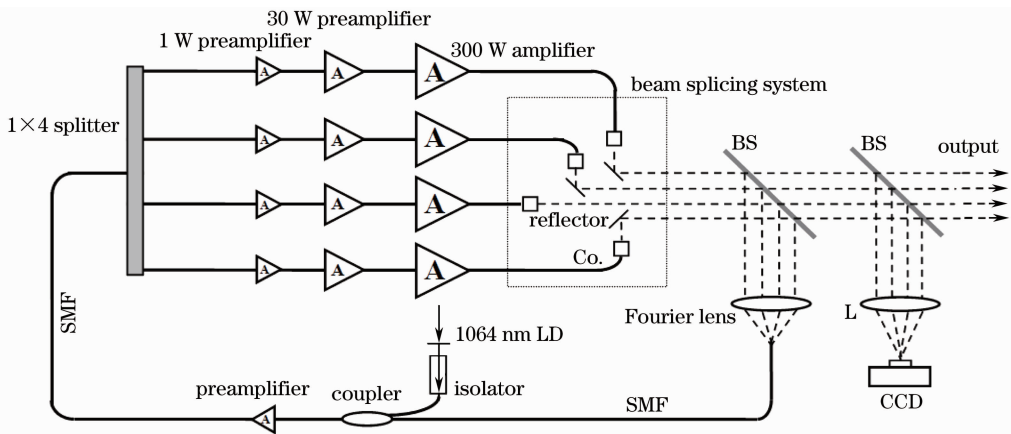 30 W preamplifier
1 W preamplifier
300 W amplifier
beam splicing system
1×4 splitter
A A A
A A A
A A A
A A A
BS
BS
output
reflector
Co.
SMF
1064 nm LD
isolator
preamplifier
coupler
A
SMF
Fourier lens
L
CCD